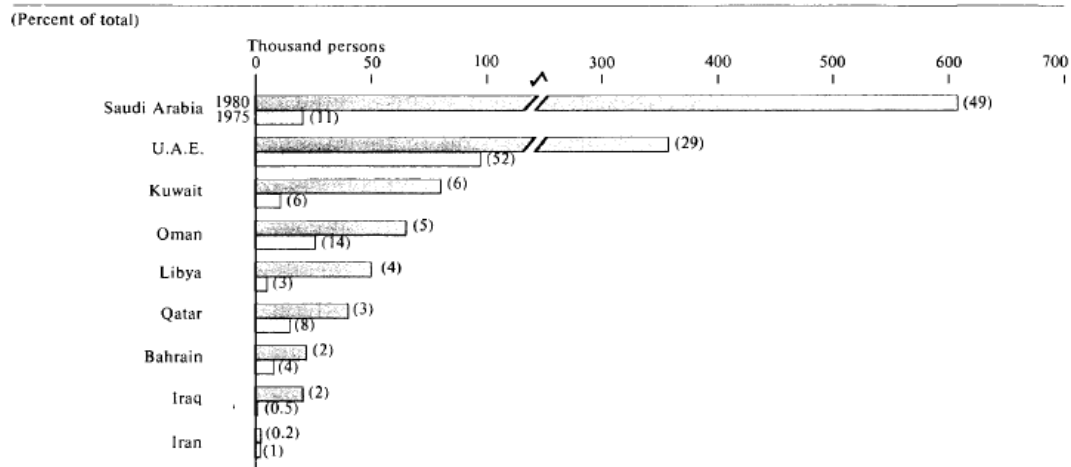 (Percent of total)
Thousand persons
0 50 100 300 400 500 600 700
Saudi Arabia 1980 (49)
1975 (11)
U.A.E. (29)
(52)
Kuwait (6)
(6)
Oman (5)
(14)
Libya (4)
(3)
Qatar (3)
(8)
Bahrain (2)
(4)
Iraq (2)
(0.5)
Iran (0.2)
(1)